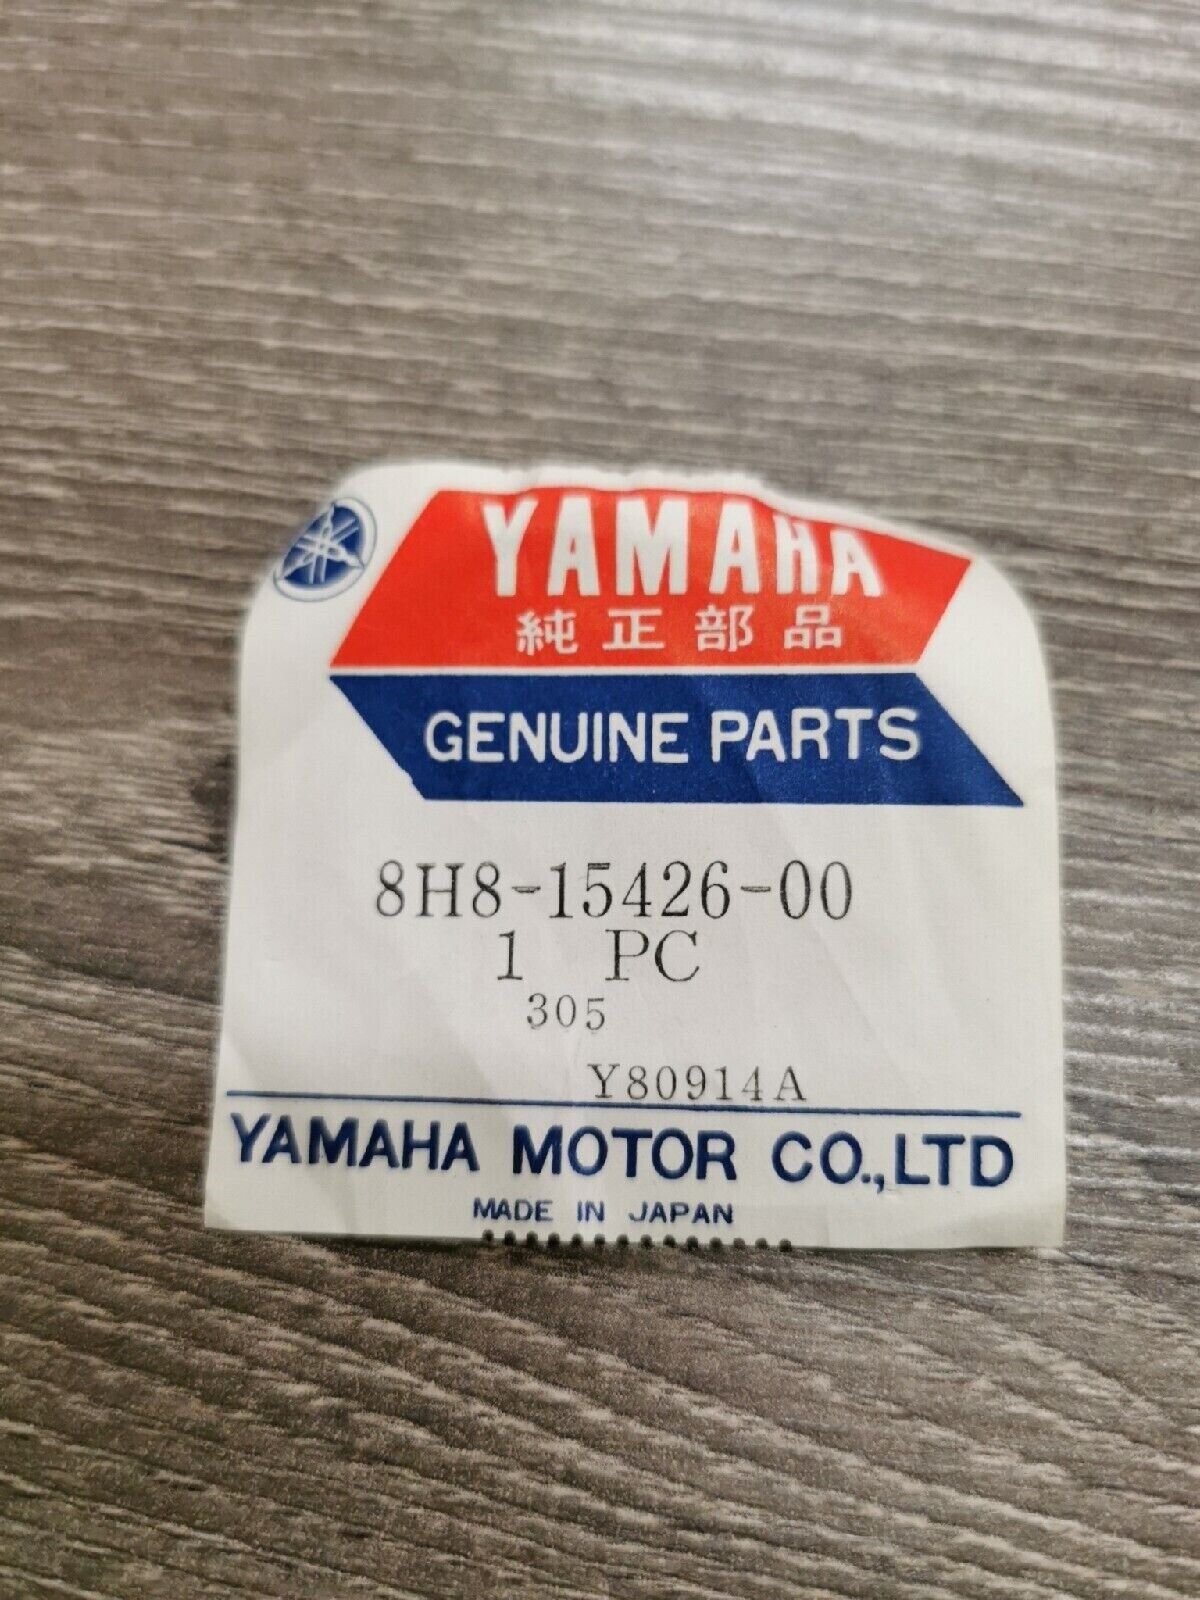 YAMAHA
純正部品
GENUINE PARTS
8H8-15426-00
1 PC
305
Y80914A
YAMAHA MOTOR CO.,LTD
MADE IN JAPAN